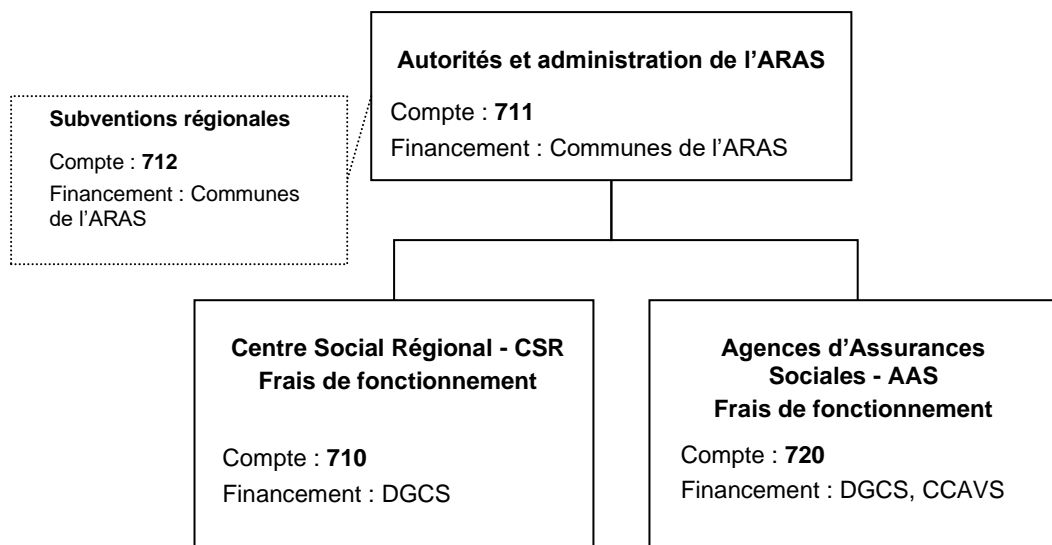 Autorités et administration de l’ARAS
Compte : 711
Financement : Communes de l’ARAS
Subventions régionales
Compte : 712
Financement : Communes
de l’ARAS
Centre Social Régional - CSR
Frais de fonctionnement
Compte : 710
Financement : DGCS
Agences d’Assurances
Sociales - AAS
Frais de fonctionnement
Compte : 720
Financement : DGCS, CCAVS